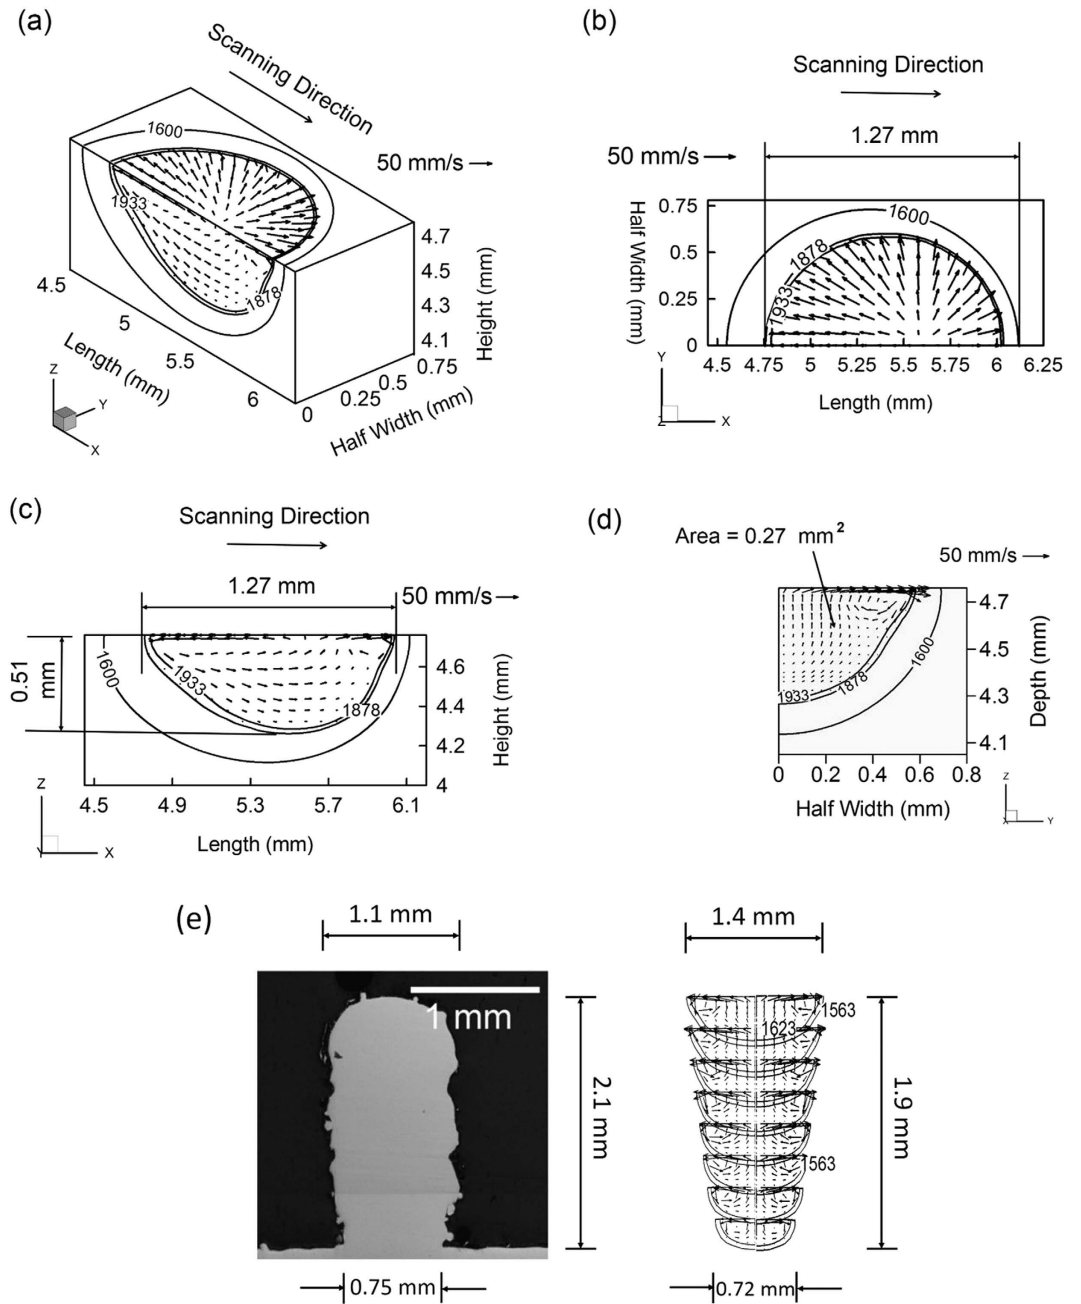 (a)
Scanning Direction
1600
50 mm/s
1933
1878
4.7
4.5
4.3
4.1
Height (mm)
4.5
5
5.5
6
Length (mm)
0
0.25
0.5
0.75
Half Width (mm)
Z
Y
X
(b)
Scanning Direction
1.27 mm
50 mm/s
0.75
0.5
0.25
0
Half Width (mm)
1600
1878
1933
4.5 4.75 5 5.25 5.5 5.75 6 6.25
Length (mm)
Y
Z
X
(c)
Scanning Direction
1.27 mm
50 mm/s
0.51
mm
1600
1933
1878
4.6
4.4
4.2
4
Height (mm)
4.5 4.9 5.3 5.7 6.1
Length (mm)
Z
Y
X
(d)
Area = 0.27 mm²
50 mm/s
4.7
4.5
4.3
4.1
Depth (mm)
1600
1933
1878
0 0.2 0.4 0.6 0.8
Half Width (mm)
Z
X
Y
(e)
1.1 mm
1 mm
2.1 mm
0.75 mm
1.4 mm
1563
1623
1563
1.9 mm
0.72 mm